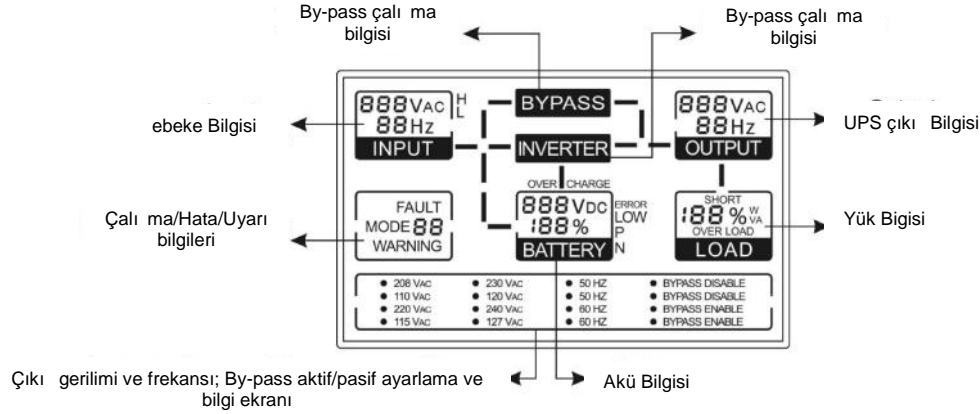 By-pass çalı ma
bilgisi
By-pass çalı ma
bilgisi
888VAC H
L
88Hz
INPUT
BYPASS
INVERTER
888VAC
88Hz
OUTPUT
ebeke Bilgisi
UPS çıkı Bilgisi
OVER CHARGE
888VDC
188%
BATTERY
ERROR
LOW
P
N
FAULT
MODE88
WARNING
Çalı ma/Hata/Uyarı
bilgileri
SHORT
188% W
VA
OVER LOAD
LOAD
Yük Bigisi
208 VAC 230 VAC 50 HZ BYPASS DISABLE
110 VAC 120 VAC 50 HZ BYPASS DISABLE
220 VAC 240 VAC 60 HZ BYPASS ENABLE
115 VAC 127 VAC 60 HZ BYPASS ENABLE
Çıkı gerilimi ve frekansı; By-pass aktif/pasif ayarlama ve
bilgi ekranı
Akü Bilgisi